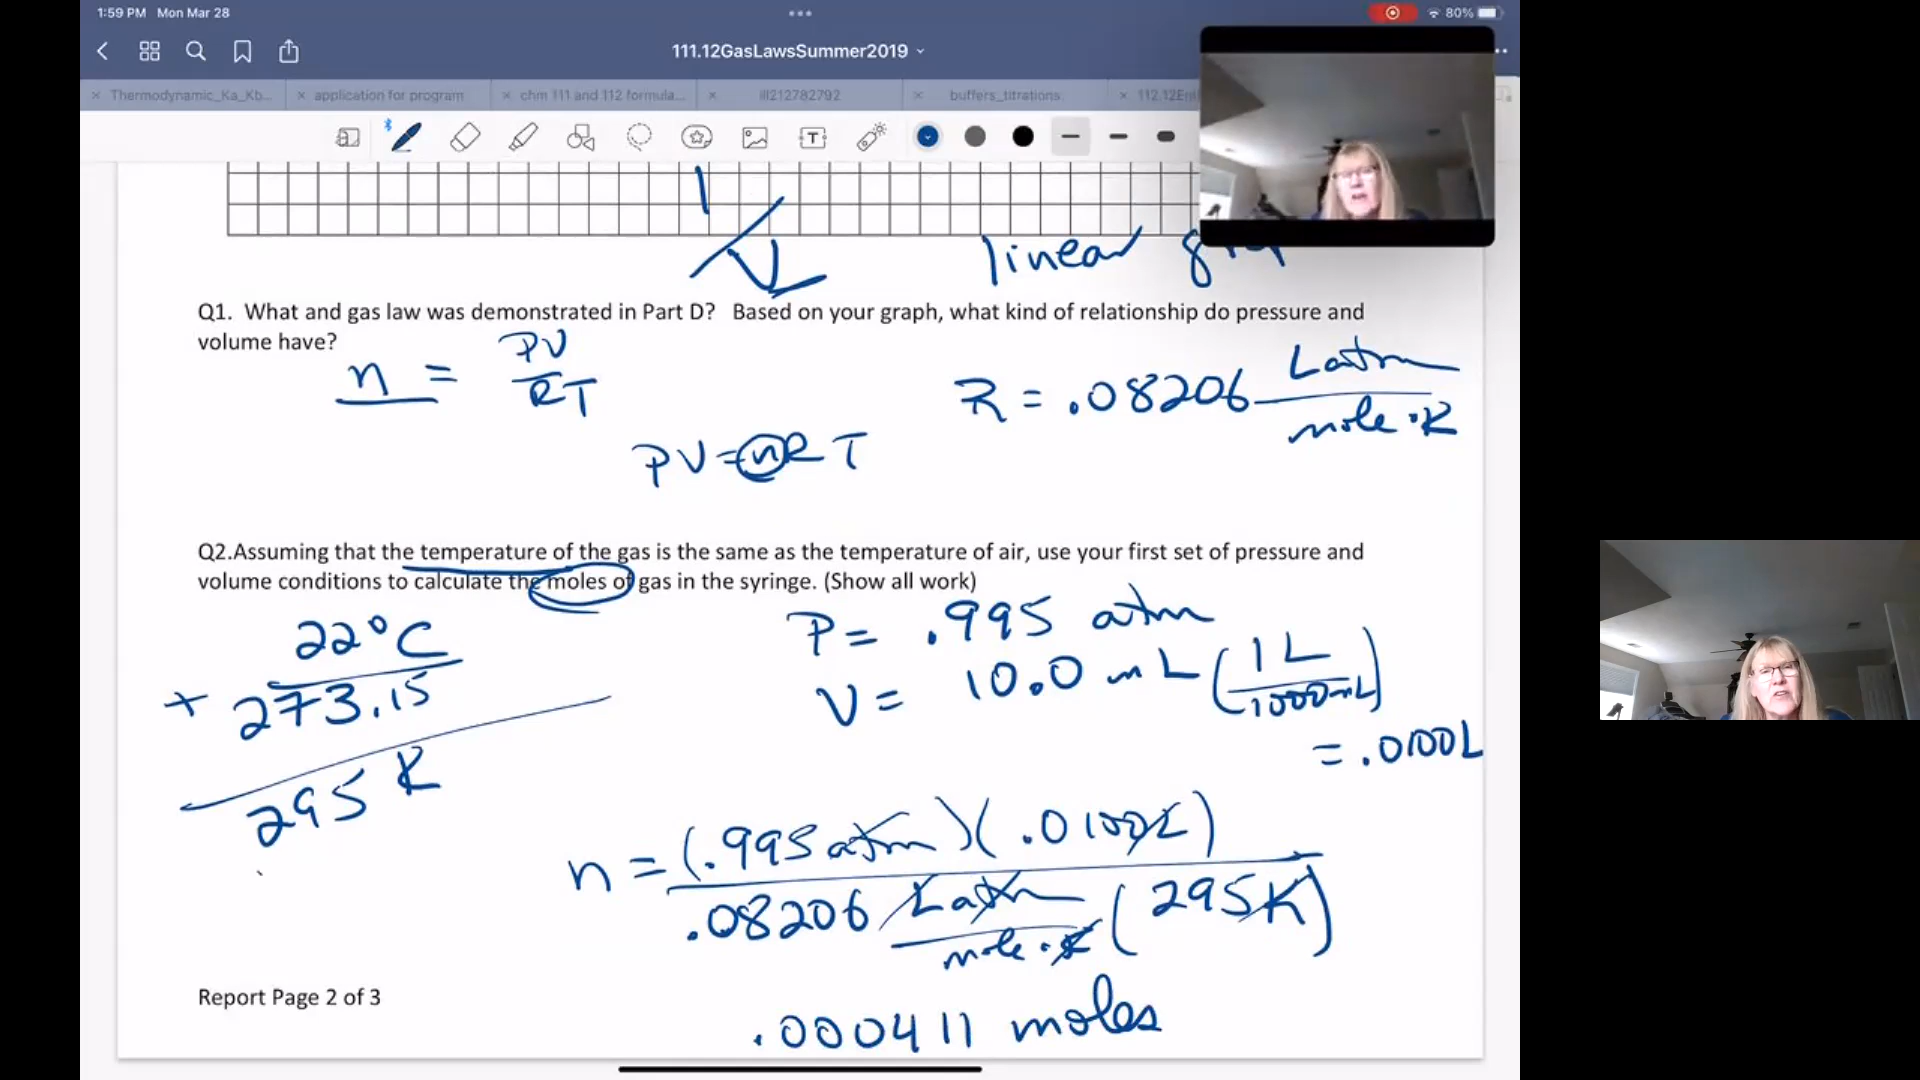 1:59 PM Mon Mar 28
80%
111.12GasLawsSummer2019
Thermodynamic_Ka_Kb...
application for program
chm 111 and 112 formula...
ill212782792
buffers_titrations
112.12Ent
linear
Q1. What and gas law was demonstrated in Part D? Based on your graph, what kind of relationship do pressure and
volume have?
n = PV
RT
R = .08206 Latm
mole · K
PV = nRT
Q2.Assuming that the temperature of the gas is the same as the temperature of air, use your first set of pressure and
volume conditions to calculate the moles of gas in the syringe. (Show all work)
22°C
+ 273.15
295 K
P = .995 atm
V = 10.0 mL (1 L
1000mL)
= .0100L
n = (.995 atm)(.0100L)
.08206 Latm (295K)
mole · K
.000411 moles
Report Page 2 of 3